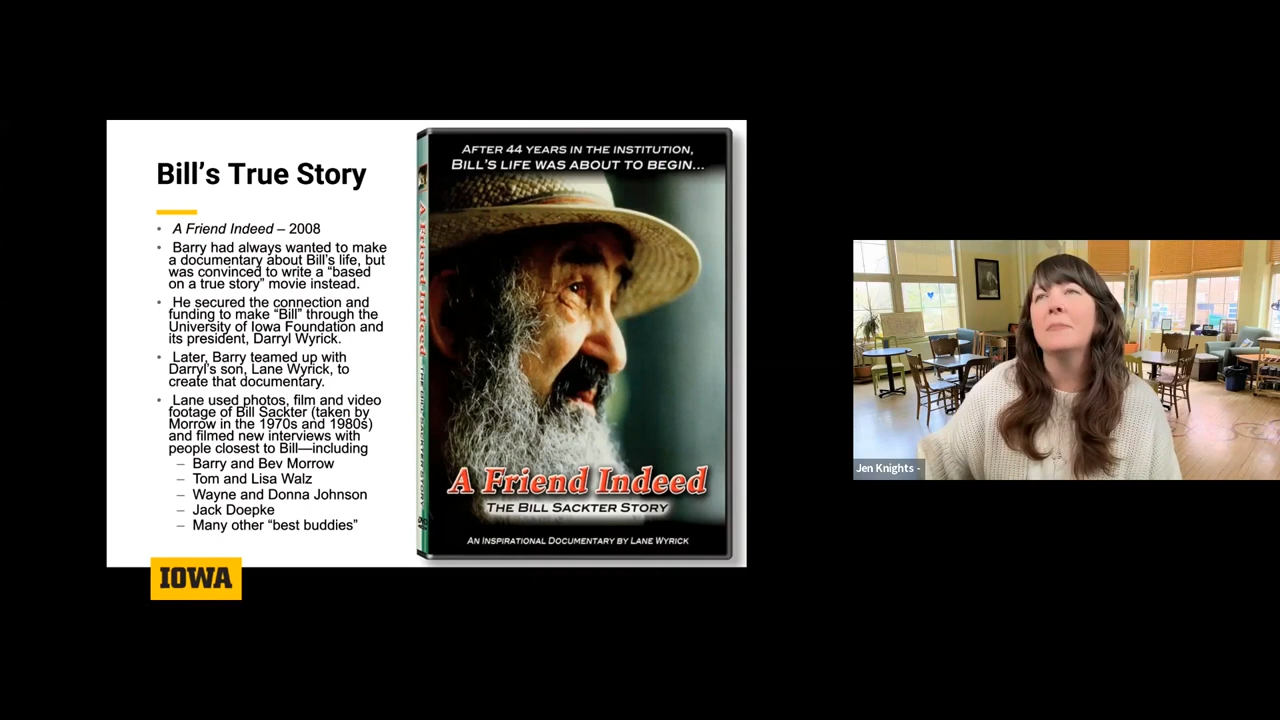 Bill's True Story
• A Friend Indeed – 2008
• Barry had always wanted to make
a documentary about Bill's life, but
was convinced to write a "based
on a true story" movie instead.
• He secured the connection and
funding to make "Bill" through the
University of Iowa Foundation and
its president, Darryl Wyrick.
• Later, Barry teamed up with
Darryl's son, Lane Wyrick, to
create that documentary.
• Lane used photos, film and video
footage of Bill Sackter (taken by
Morrow in the 1970s and 1980s)
and filmed new interviews with
people closest to Bill—including
– Barry and Bev Morrow
– Tom and Lisa Walz
– Wayne and Donna Johnson
– Jack Doepke
– Many other "best buddies"
IOWA
AFTER 44 YEARS IN THE INSTITUTION,
BILL'S LIFE WAS ABOUT TO BEGIN...
A Friend Indeed
THE BILL SACKTER STORY
A Friend Indeed
THE BILL SACKTER STORY
AN INSPIRATIONAL DOCUMENTARY BY LANE WYRICK
Jen Knights -